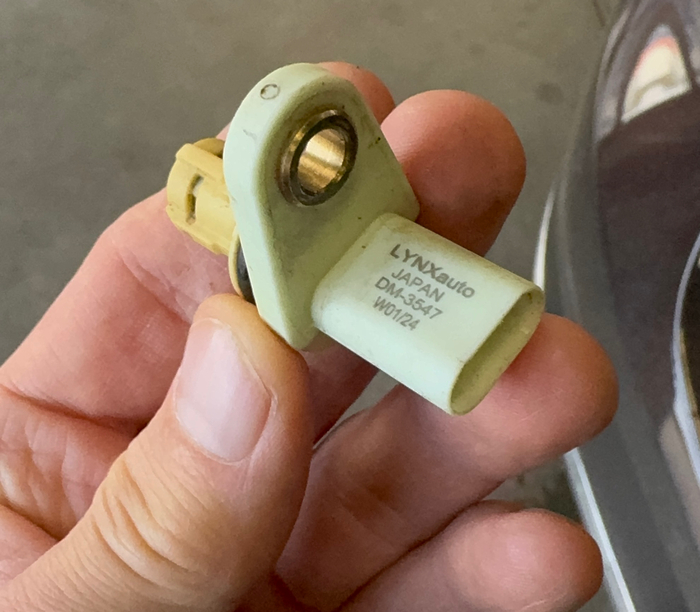 LYNXauto
JAPAN
DM-3547
W01/24